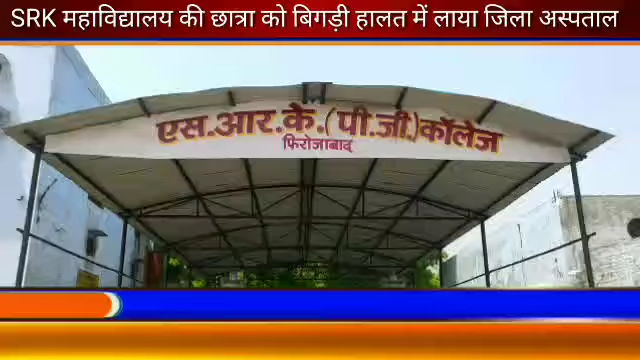 SRK महाविद्यालय की छात्रा को बिगड़ी हालत में लाया जिला अस्पताल
एस.आर.के.(पी.जी.)कॉलेज
फिरोजाबाद्